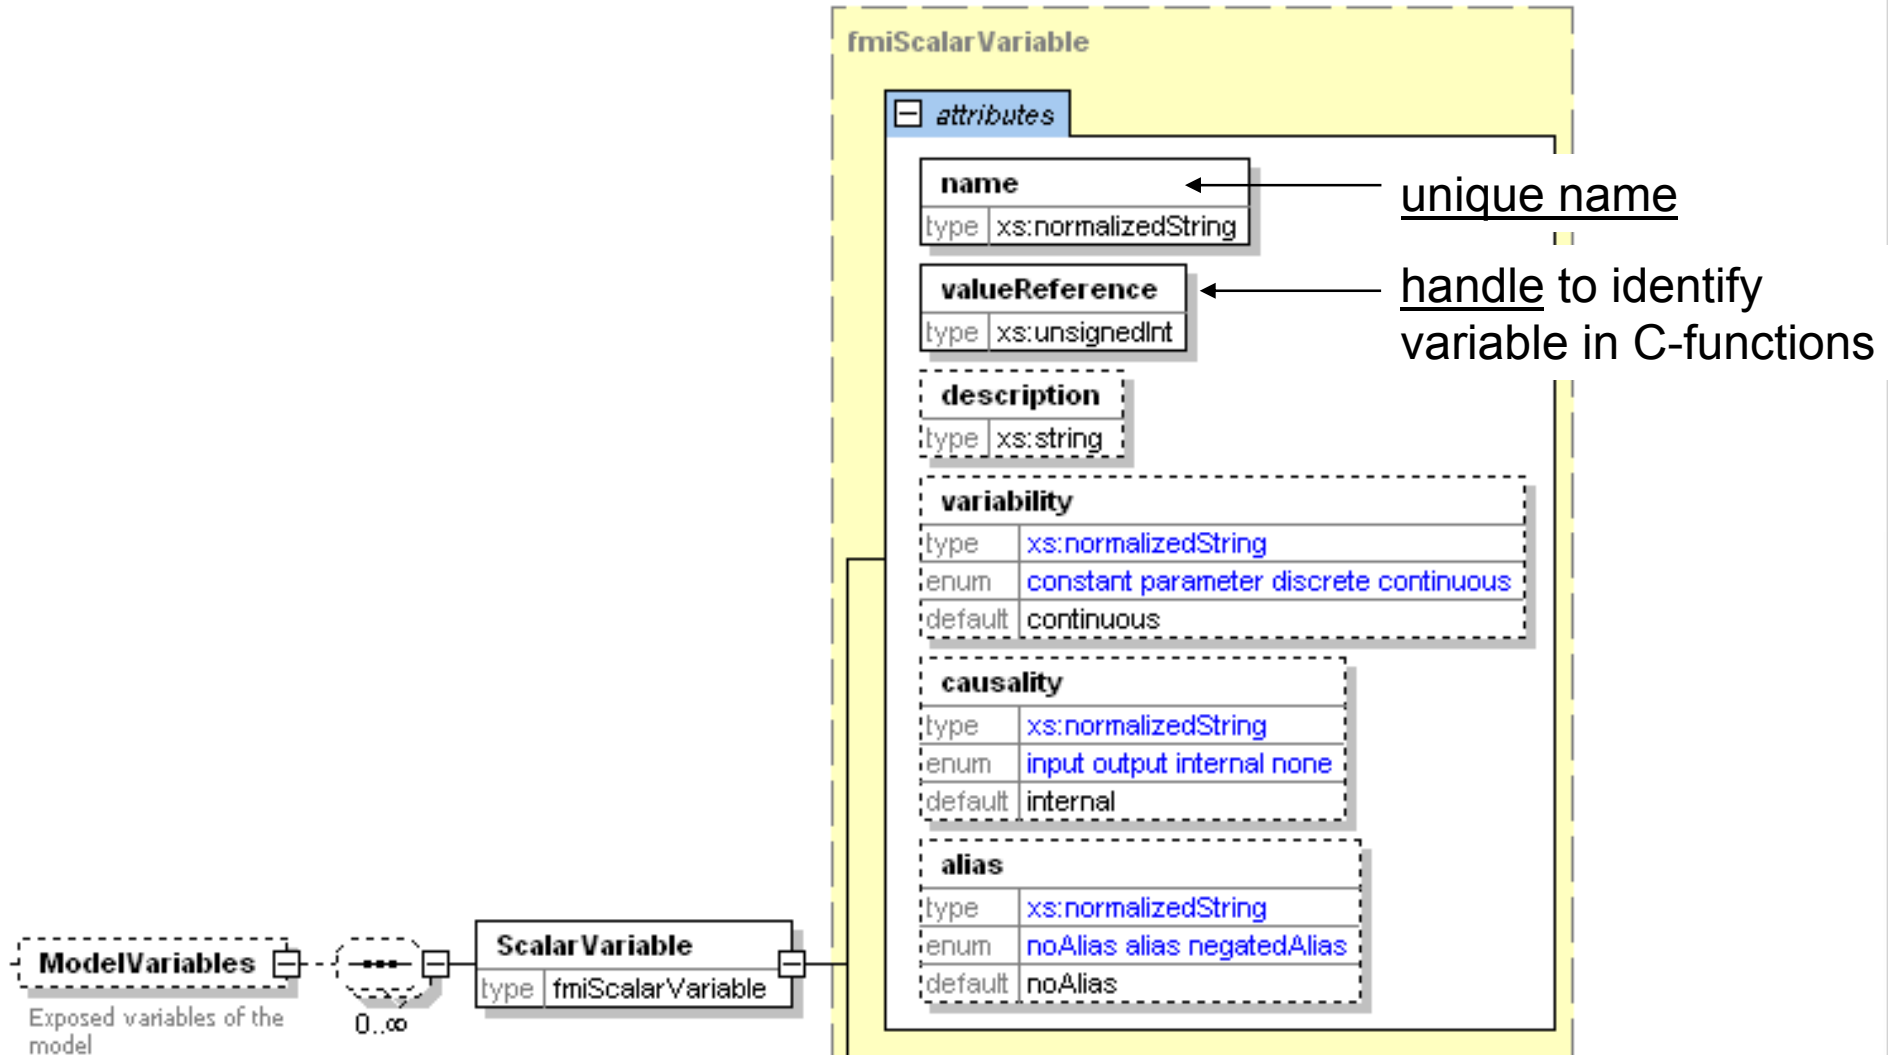 fmiScalarVariable
attributes
name
type xs:normalizedString
unique name
valueReference
type xs:unsignedInt
handle to identify
variable in C-functions
description
type xs:string
variability
type xs:normalizedString
enum constant parameter discrete continuous
default continuous
causality
type xs:normalizedString
enum input output internal none
default internal
alias
type xs:normalizedString
enum noAlias alias negatedAlias
default noAlias
ModelVariables
Exposed variables of the
model
0..∞
ScalarVariable
type fmiScalarVariable